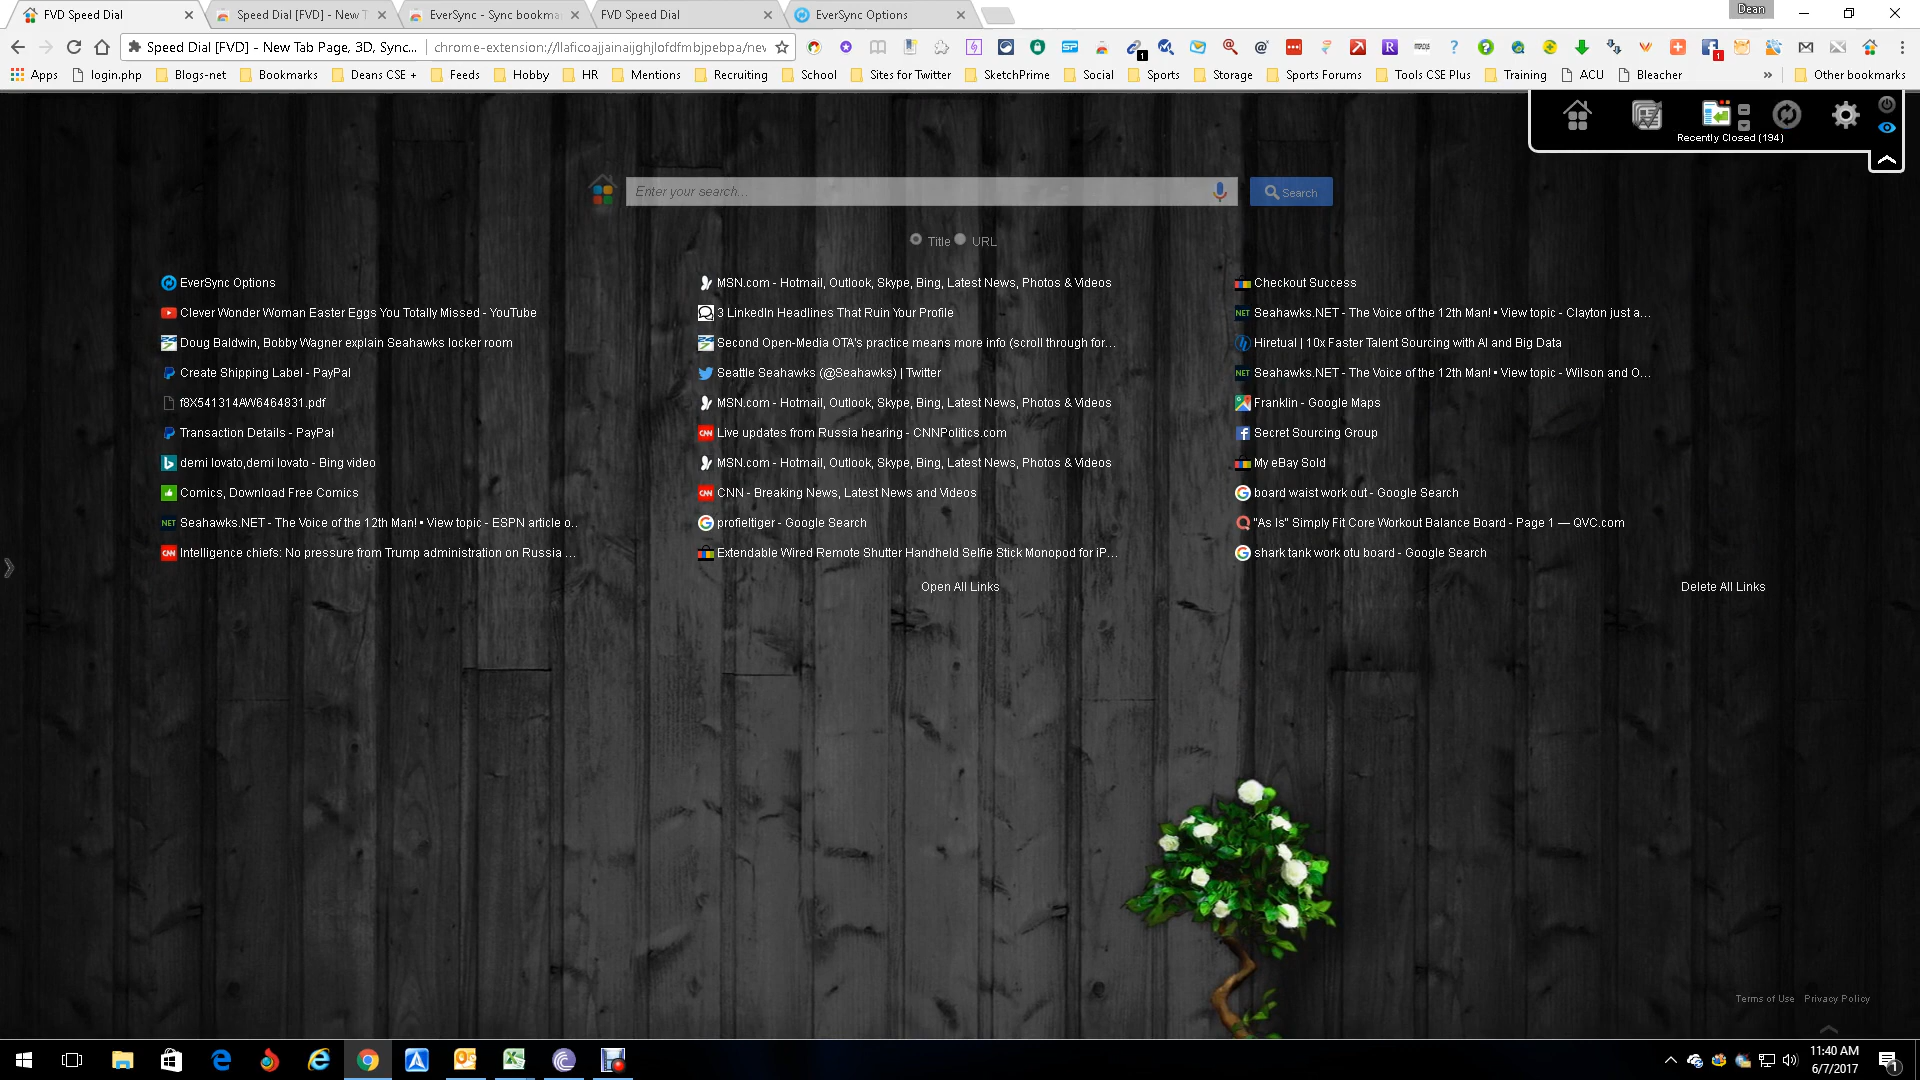 FVD Speed Dial
Speed Dial [FVD] - New T
EverSync - Sync bookma
FVD Speed Dial
EverSync Options
Dean
Speed Dial [FVD] - New Tab Page, 3D, Sync...
chrome-extension://llaficoajjainaijghjlofdfmbjpebpa/nev
Apps
login.php
Blogs-net
Bookmarks
Deans CSE +
Feeds
Hobby
HR
Mentions
Recruiting
School
Sites for Twitter
SketchPrime
Social
Sports
Storage
Sports Forums
Tools CSE Plus
Training
ACU
Bleacher
»
Other bookmarks
Recently Closed (194)
Enter your search...
Search
Title
URL
EverSync Options
Clever Wonder Woman Easter Eggs You Totally Missed - YouTube
Doug Baldwin, Bobby Wagner explain Seahawks locker room
Create Shipping Label - PayPal
f8X541314AW6464831.pdf
Transaction Details - PayPal
demi lovato,demi lovato - Bing video
Comics, Download Free Comics
NET Seahawks.NET - The Voice of the 12th Man! • View topic - ESPN article o..
CNN Intelligence chiefs: No pressure from Trump administration on Russia ...
MSN.com - Hotmail, Outlook, Skype, Bing, Latest News, Photos & Videos
3 LinkedIn Headlines That Ruin Your Profile
Second Open-Media OTA's practice means more info (scroll through for...
Seattle Seahawks (@Seahawks) | Twitter
MSN.com - Hotmail, Outlook, Skype, Bing, Latest News, Photos & Videos
CNN Live updates from Russia hearing - CNNPolitics.com
MSN.com - Hotmail, Outlook, Skype, Bing, Latest News, Photos & Videos
CNN CNN - Breaking News, Latest News and Videos
profieltiger - Google Search
Extendable Wired Remote Shutter Handheld Selfie Stick Monopod for iP...
Checkout Success
NET Seahawks.NET - The Voice of the 12th Man! • View topic - Clayton just a...
Hiretual | 10x Faster Talent Sourcing with AI and Big Data
NET Seahawks.NET - The Voice of the 12th Man! • View topic - Wilson and O...
Franklin - Google Maps
Secret Sourcing Group
My eBay Sold
board waist work out - Google Search
"As Is" Simply Fit Core Workout Balance Board - Page 1 — QVC.com
shark tank work otu board - Google Search
Open All Links
Delete All Links
Terms of Use
Privacy Policy
11:40 AM
6/7/2017
1